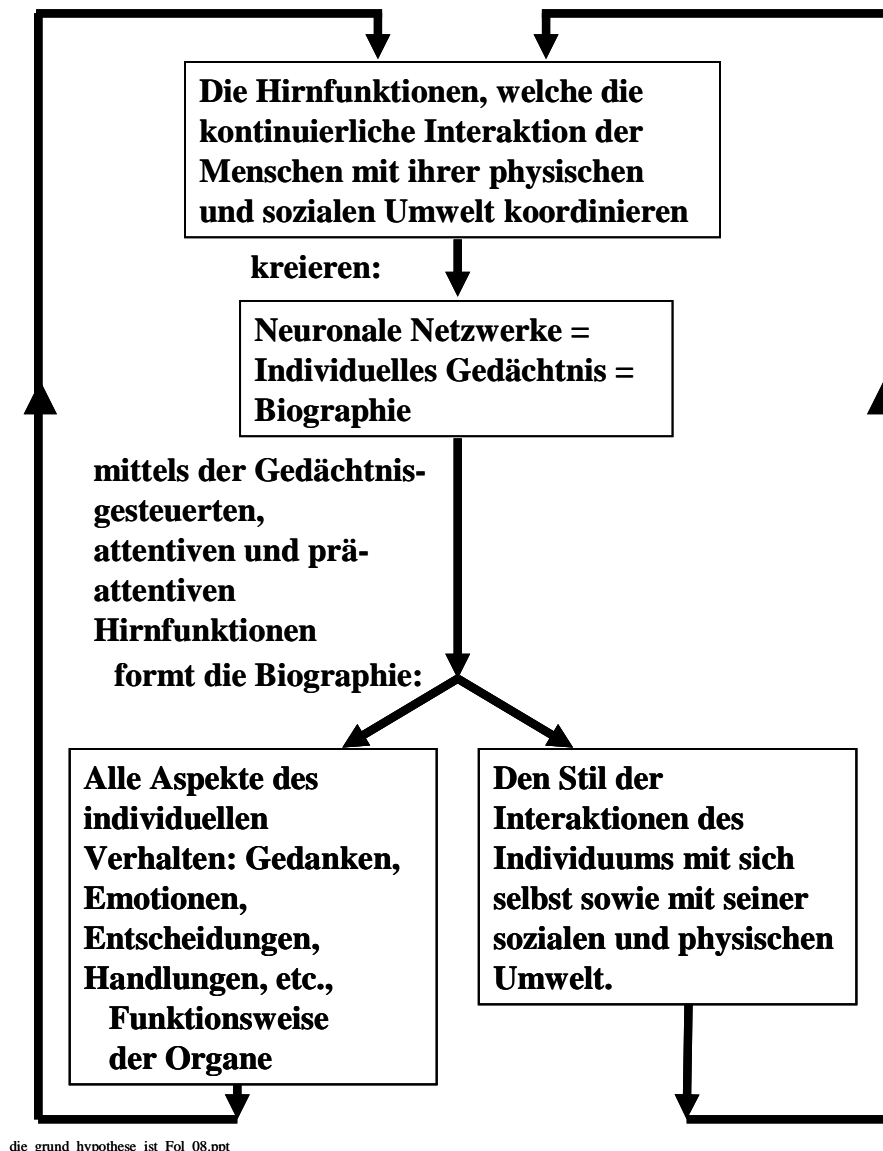 Die Hirnfunktionen, welche die
kontinuierliche Interaktion der
Menschen mit ihrer physischen
und sozialen Umwelt koordinieren
kreieren:
Neuronale Netzwerke =
Individuelles Gedächtnis =
Biographie
mittels der Gedächtnis-
gesteuerten,
attentiven und prä-
attentiven
Hirnfunktionen
formt die Biographie:
Alle Aspekte des
individuellen
Verhalten: Gedanken,
Emotionen,
Entscheidungen,
Handlungen, etc.,
Funktionsweise
der Organe
Den Stil der
Interaktionen des
Individuums mit sich
selbst sowie mit seiner
sozialen und physischen
Umwelt.
die_grund_hypothese_ist_Fol_08.ppt